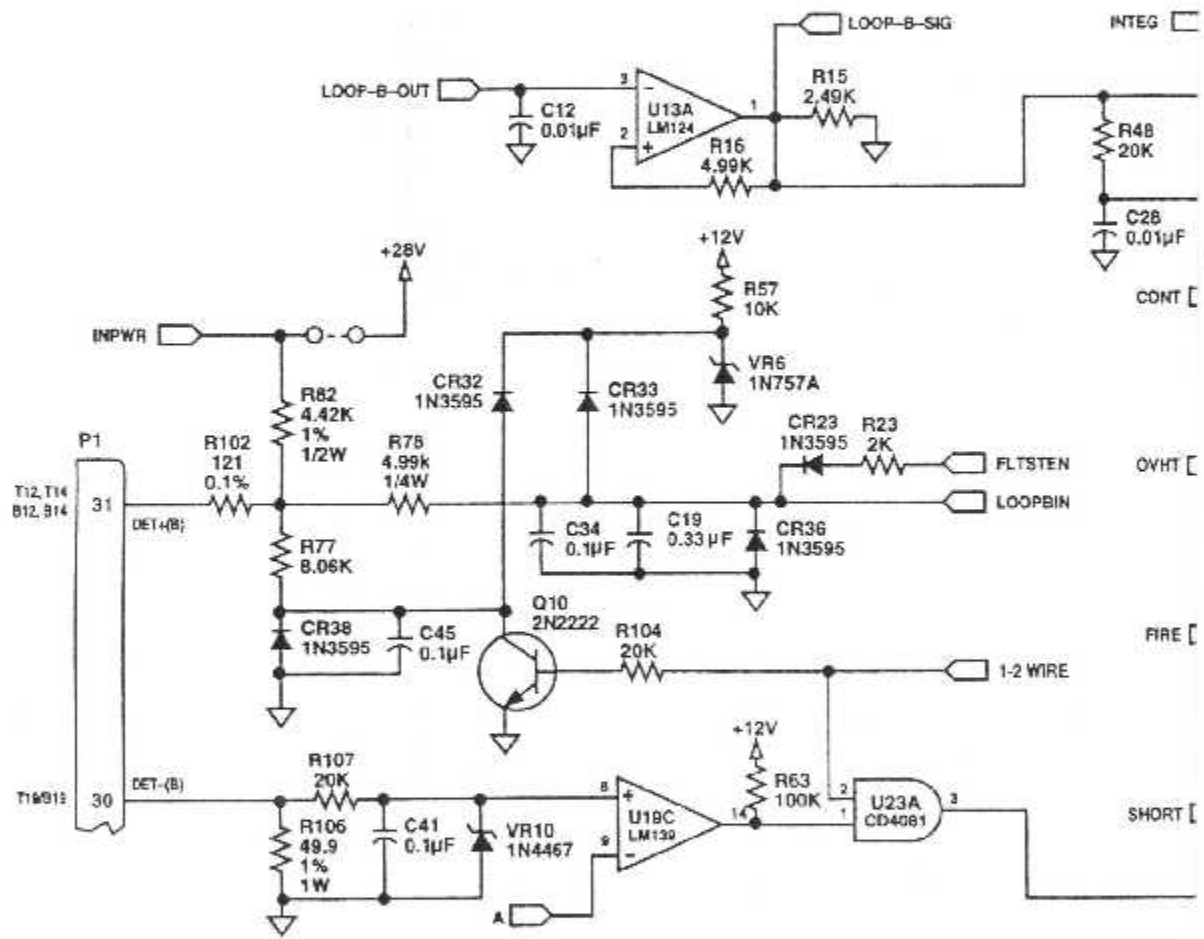 LOOP-B-SIG
INTEG
LOOP-B-OUT
C12
0.01µF
3
−
U13A
LM124
2
+
1
R15
2.49K
R16
4.99K
R48
20K
C28
0.01µF
+28V
+12V
R57
10K
CONT
INPWR
CR32
1N3595
CR33
1N3595
VR6
1N757A
R82
4.42K
1%
1/2W
CR23
1N3595
R23
2K
P1
R102
121
0.1%
R78
4.99k
1/4W
FLTSTEN
OVHT
T12, T14
B12, B14
31
DET+(B)
LOOPBIN
R77
8.06K
C34
0.1µF
C19
0.33µF
CR36
1N3595
Q10
2N2222
CR38
1N3595
C45
0.1µF
R104
20K
FIRE
1-2 WIRE
+12V
R63
100K
30
DET-(B)
R107
20K
8
+
U19C
LM139
9
−
14
2
1
U23A
CD4081
3
SHORT
R106
49.9
1%
1W
C41
0.1µF
VR10
1N4467
A